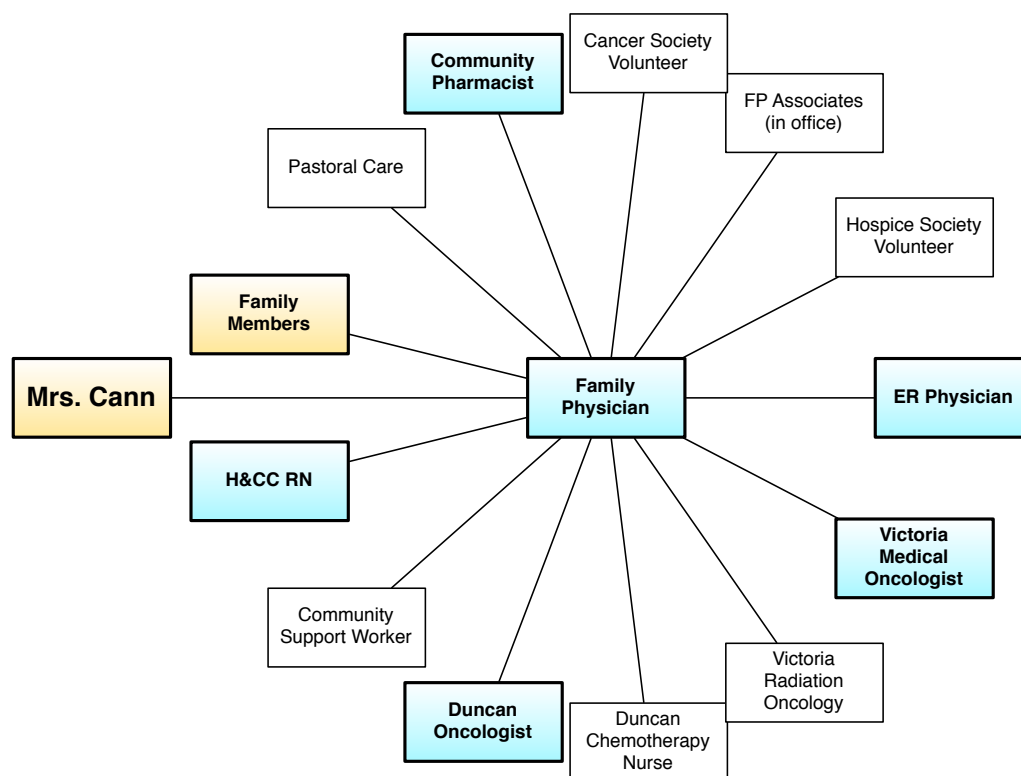 Cancer Society
Volunteer
Community
Pharmacist
FP Associates
(in office)
Pastoral Care
Hospice Society
Volunteer
Family
Members
Mrs. Cann
Family
Physician
ER Physician
H&CC RN
Victoria
Medical
Oncologist
Community
Support Worker
Victoria
Radiation
Oncology
Duncan
Oncologist
Duncan
Chemotherapy
Nurse